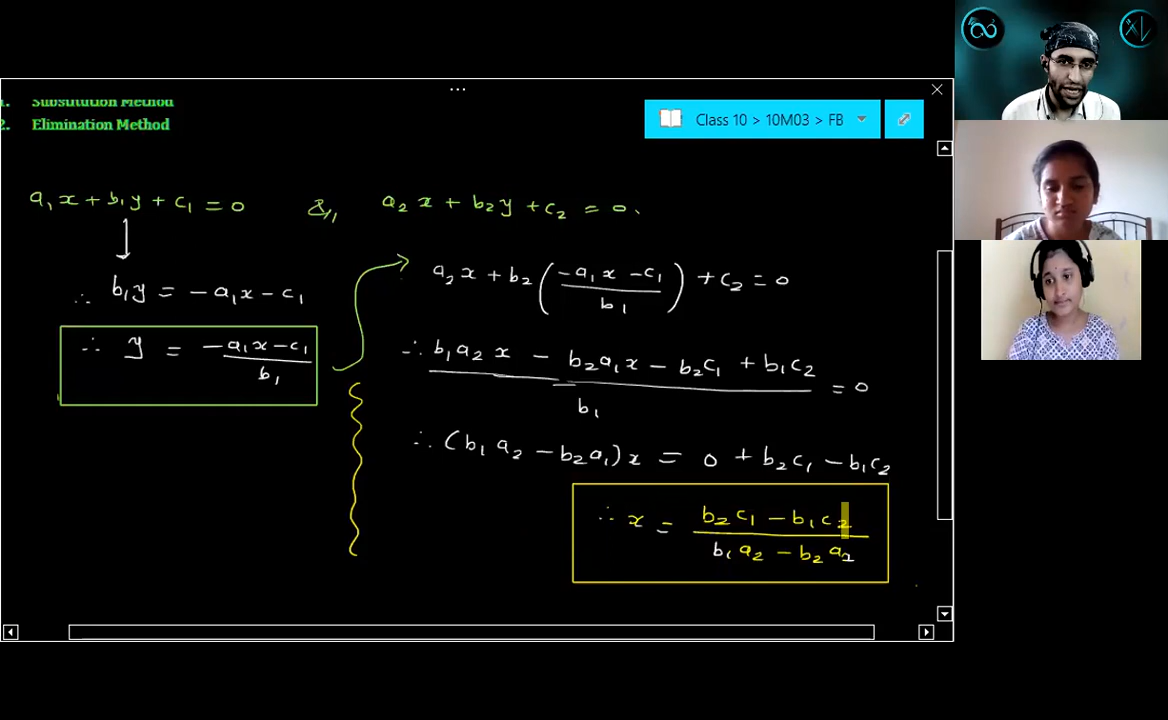 1. Substitution Method
2. Elimination Method
Class 10 > 10M03 > FB
a₁x + b₁y + c₁ = 0 &, a₂x + b₂y + c₂ = 0.
∴ b₁y = -a₁x - c₁
∴ y = (-a₁x - c₁)/b₁
a₂x + b₂((-a₁x - c₁)/b₁) + c₂ = 0
∴ (b₁a₂x - b₂a₁x - b₂c₁ + b₁c₂)/b₁ = 0
∴ (b₁a₂ - b₂a₁)x = 0 + b₂c₁ - b₁c₂
∴ x = (b₂c₁ - b₁c₂)/(b₁a₂ - b₂a₂)